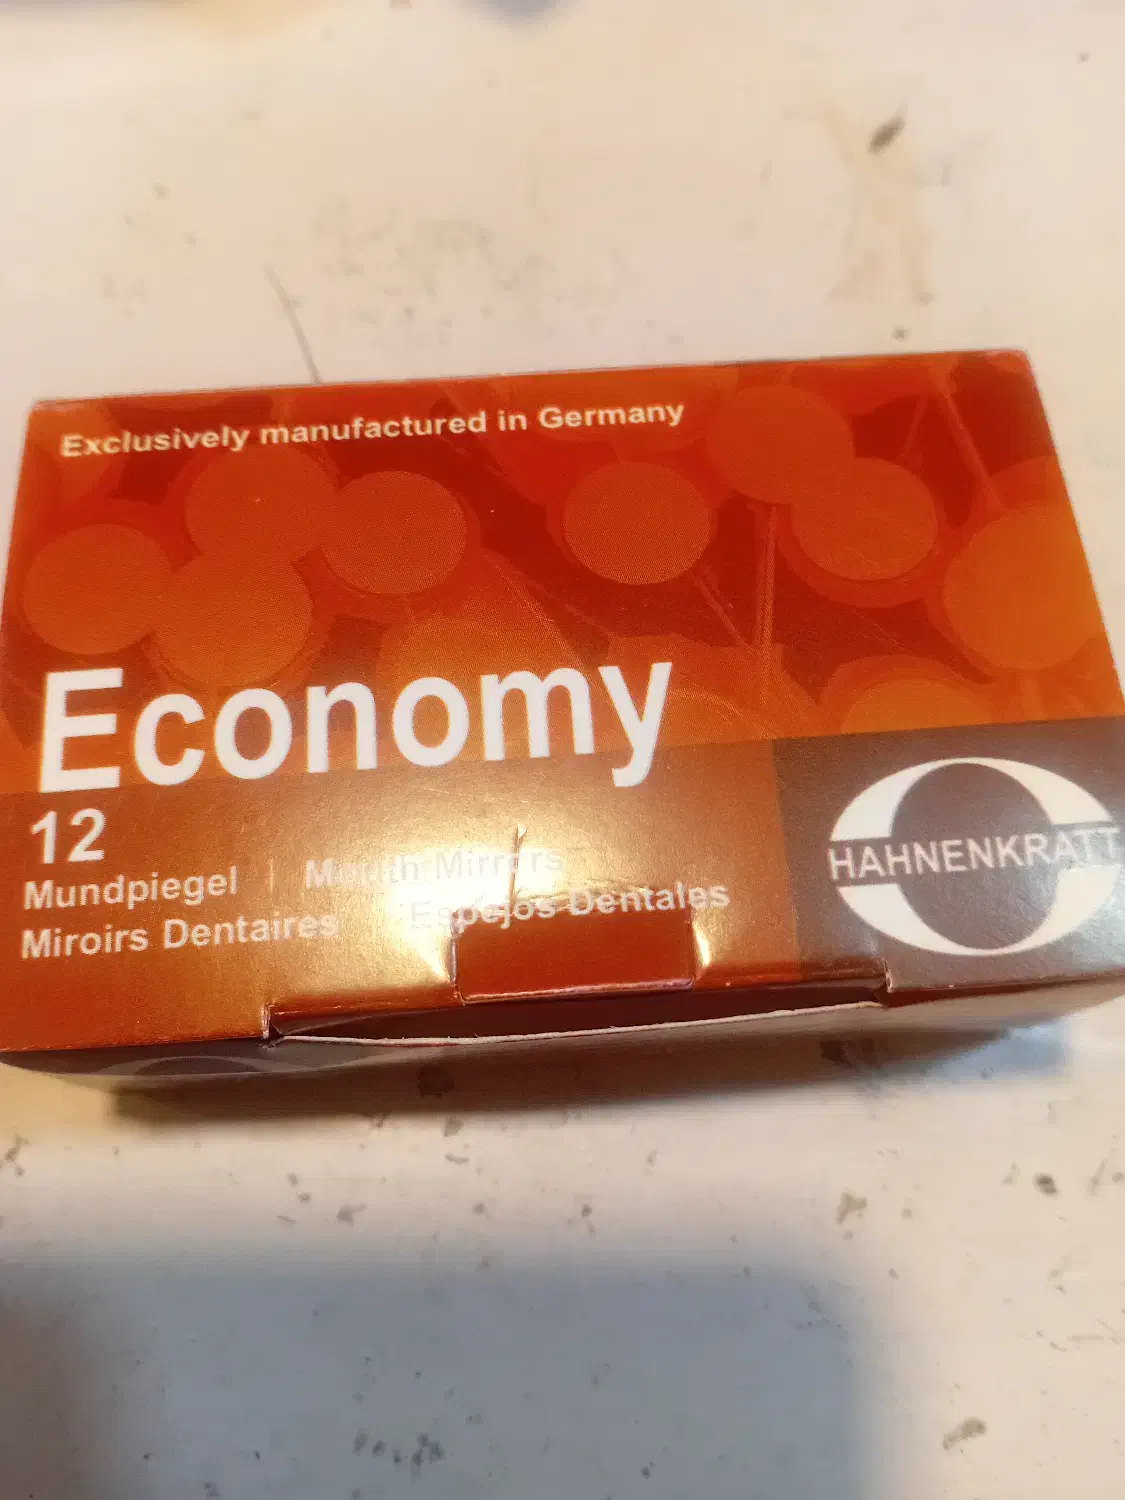 Exclusively manufactured in Germany
Economy
12
Mundpiegel | Mouth Mirrors
Miroirs Dentaires Espejos Dentales
HAHNENKRATT